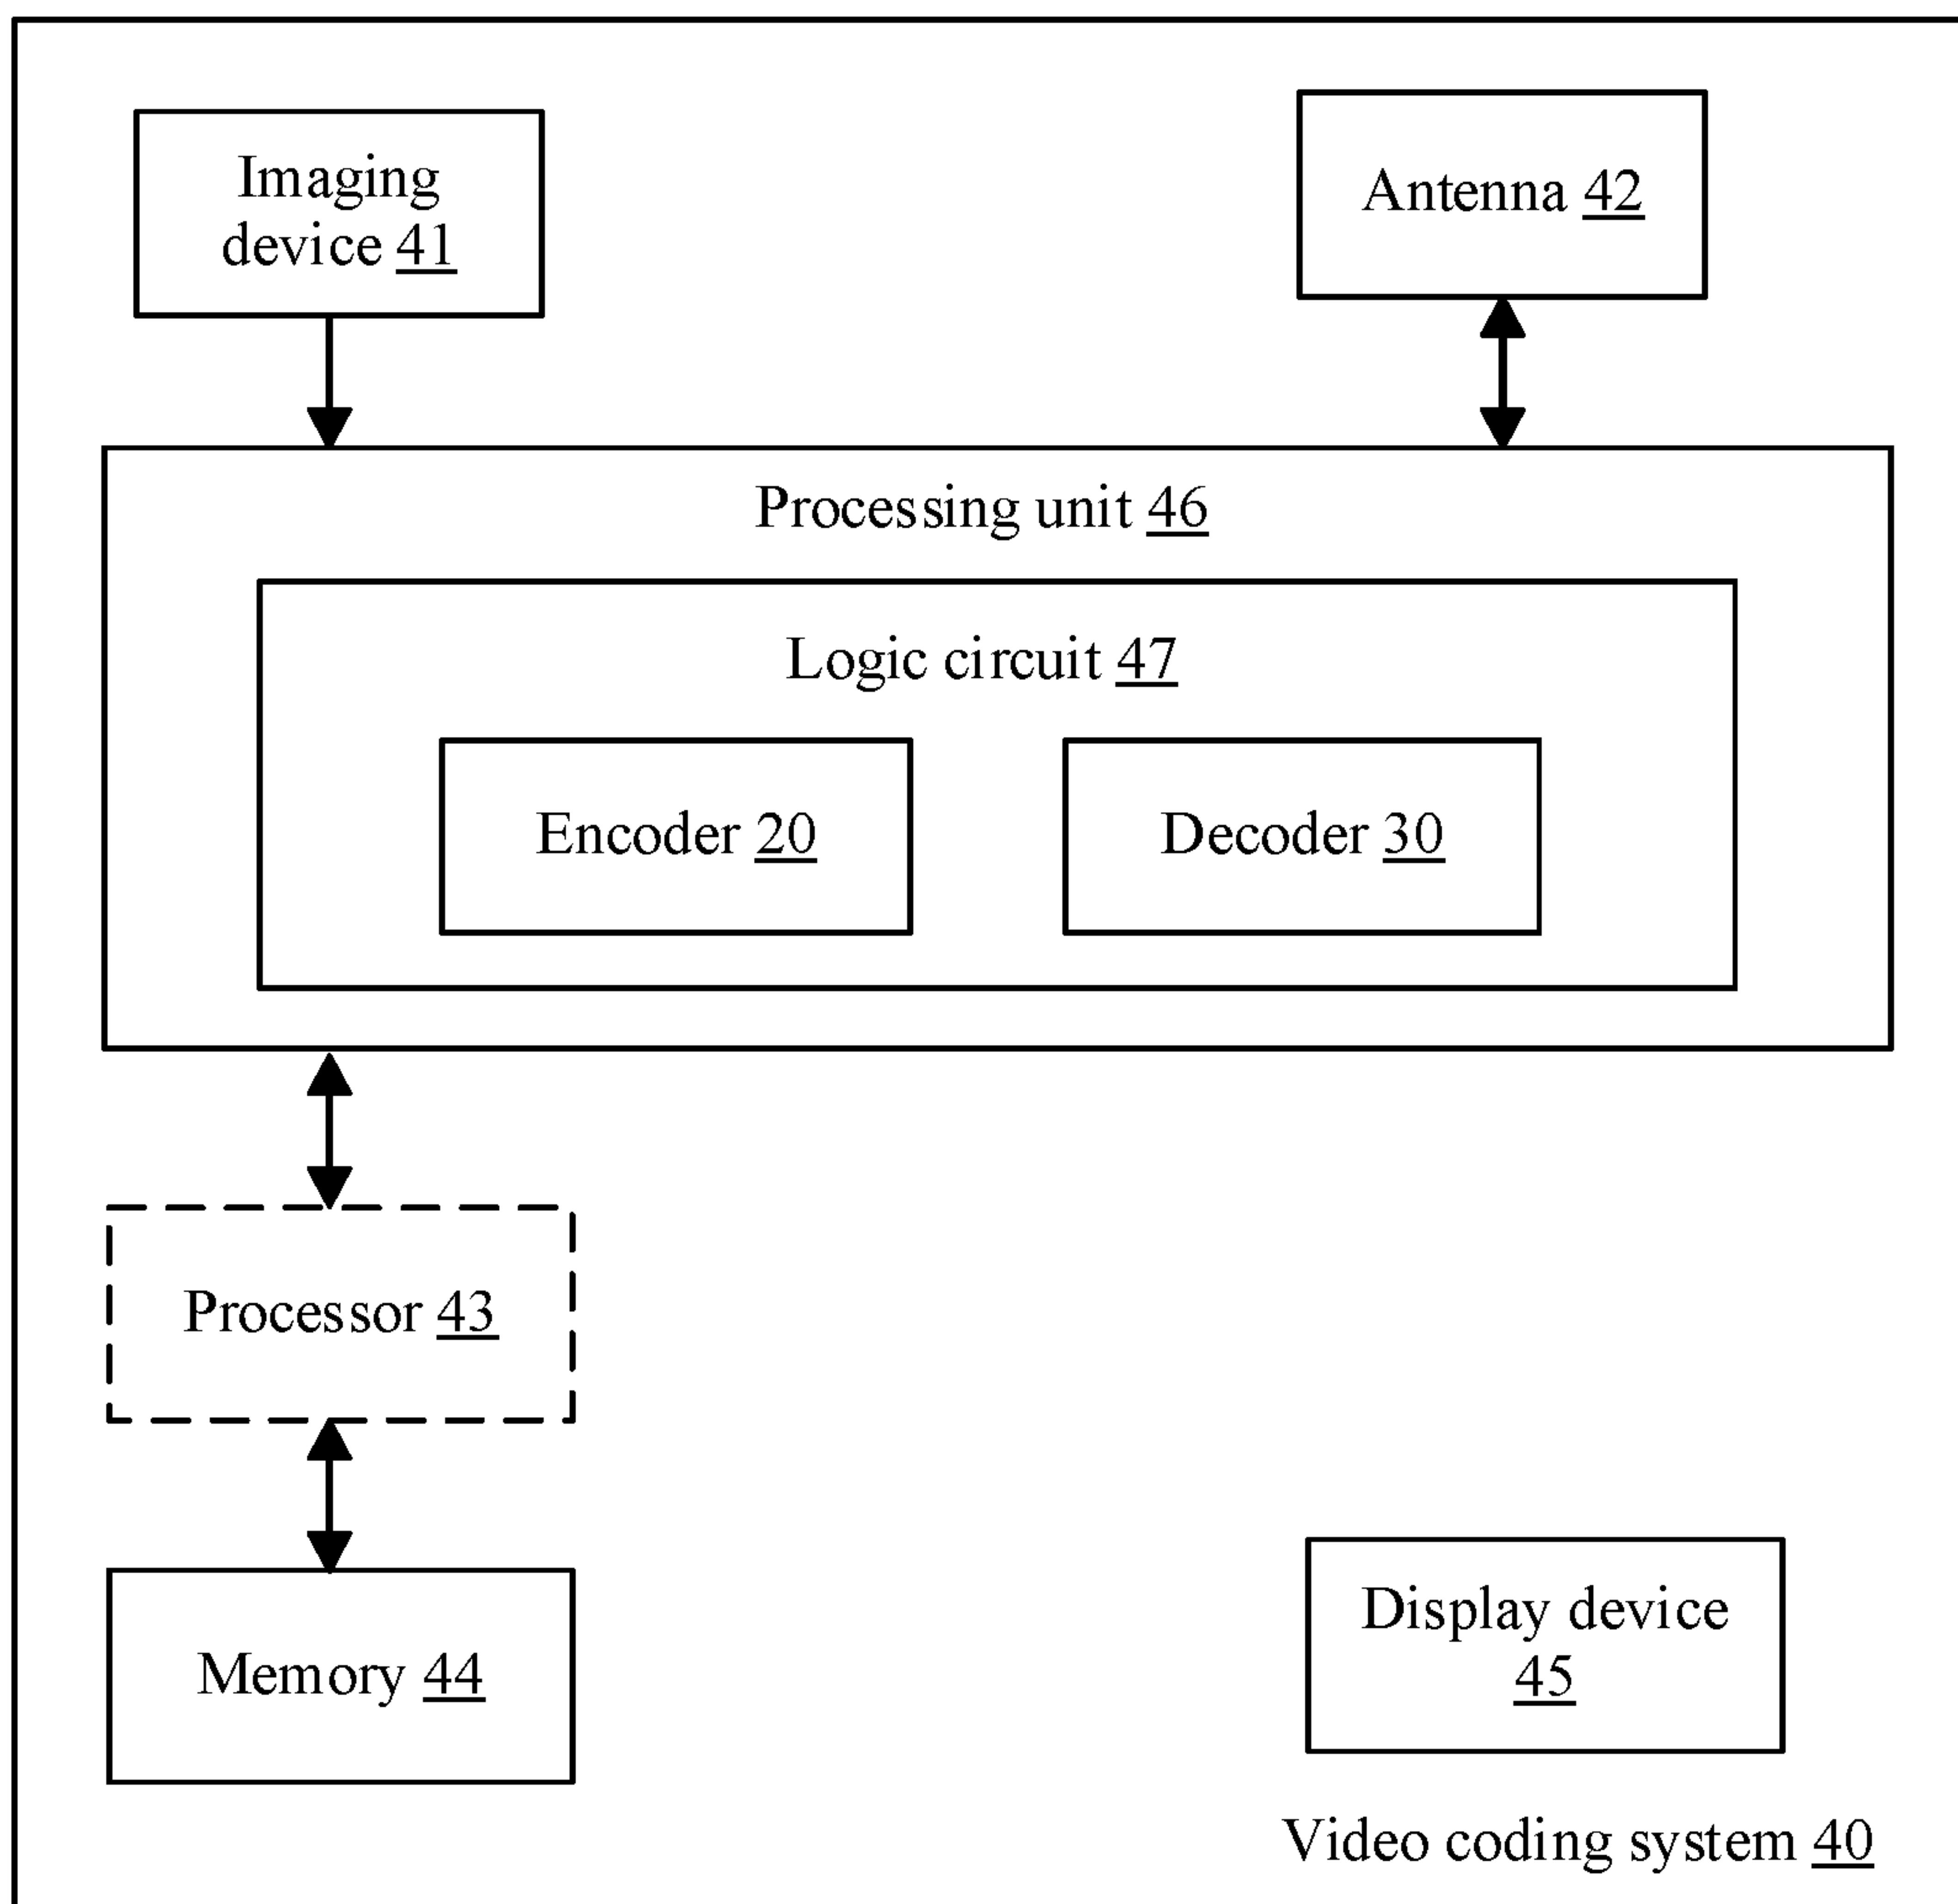 Imaging
device 41
Antenna 42
Processing unit 46
Logic circuit 47
Encoder 20
Decoder 30
Processor 43
Memory 44
Display device
45
Video coding system 40